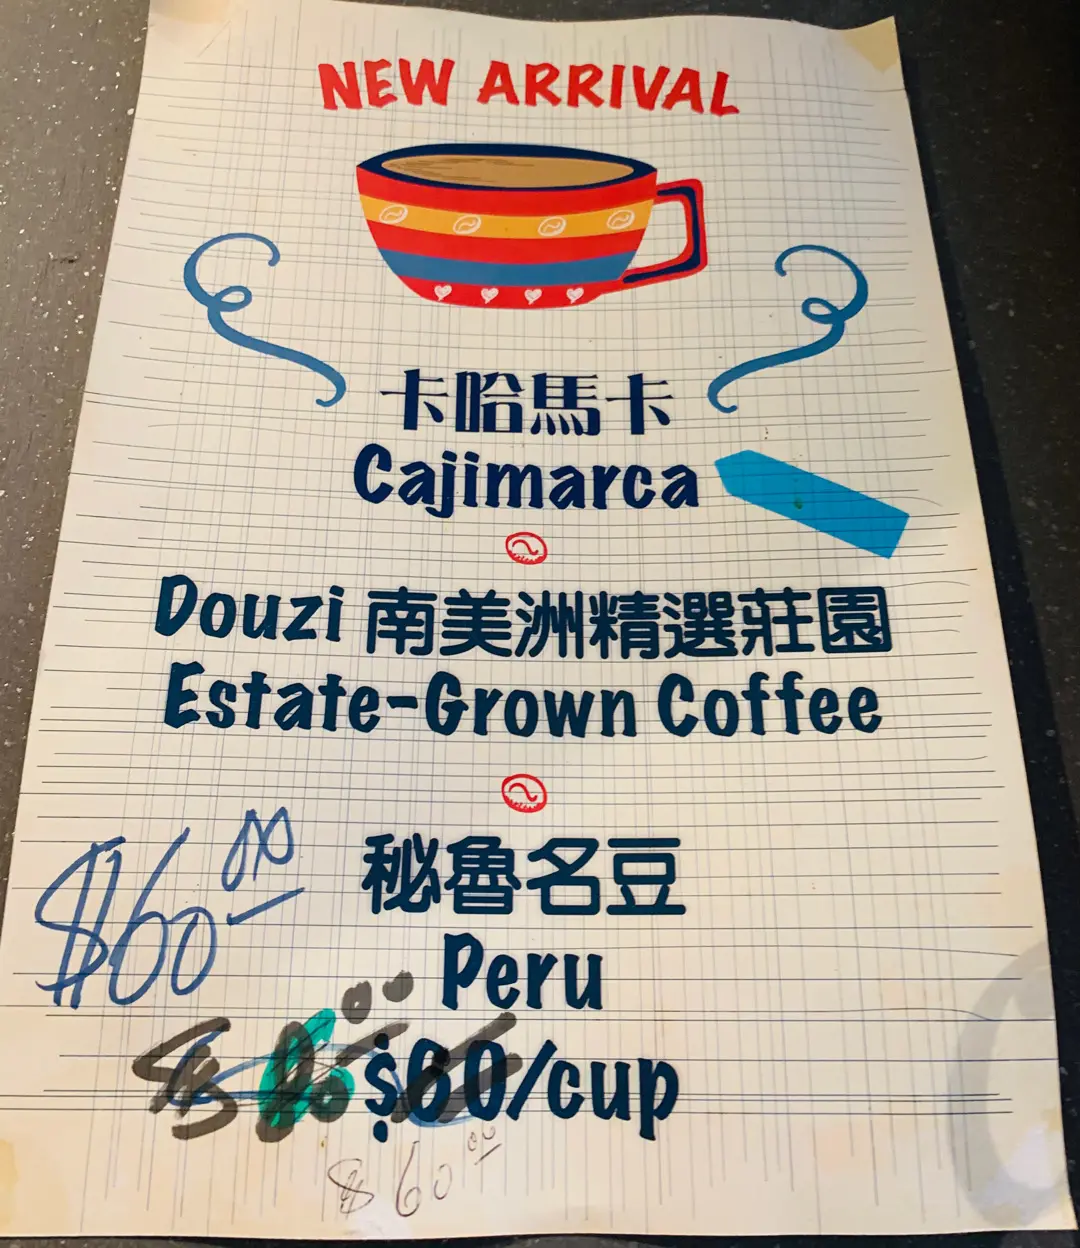 NEW ARRIVAL
卡哈馬卡
Cajimarca
Douzi 南美洲精選莊園
Estate-Grown Coffee
秘魯名豆
$60.00
Peru
$60/cup
$60.00